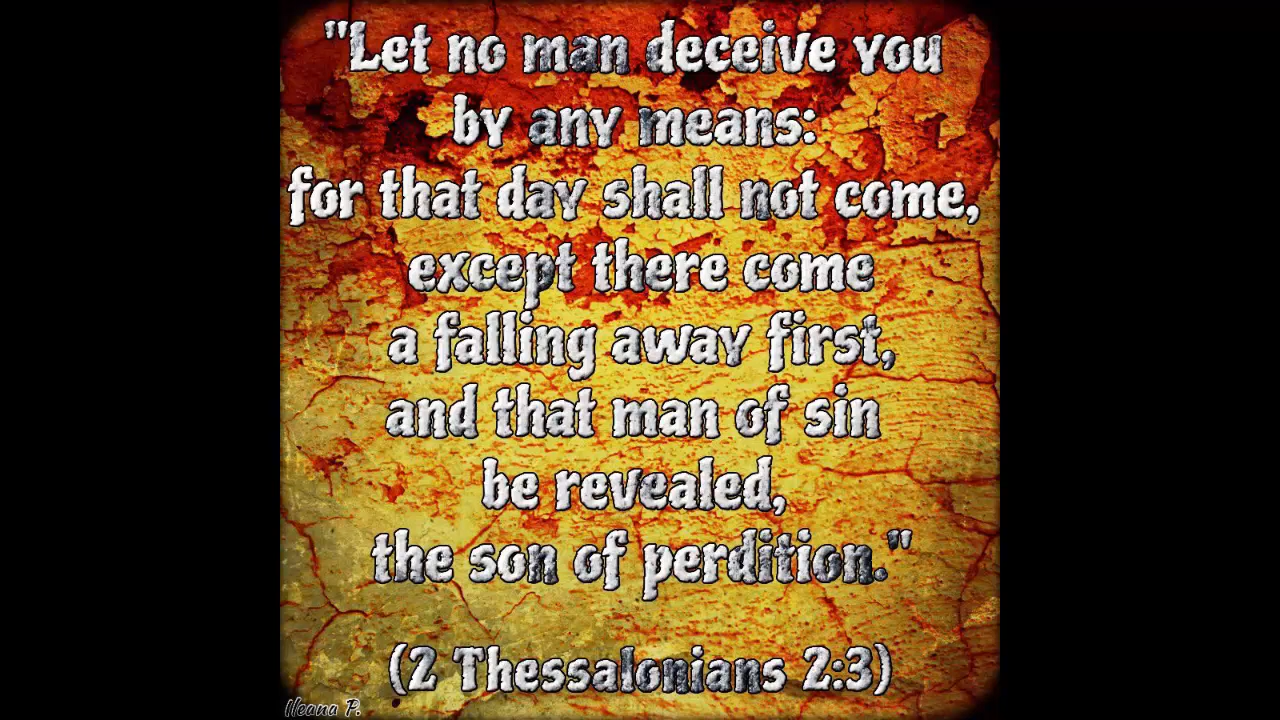 "Let no man deceive you
by any means:
for that day shall not come,
except there come
a falling away first,
and that man of sin
be revealed,
the son of perdition."
(2 Thessalonians 2:3)
Ileana P.